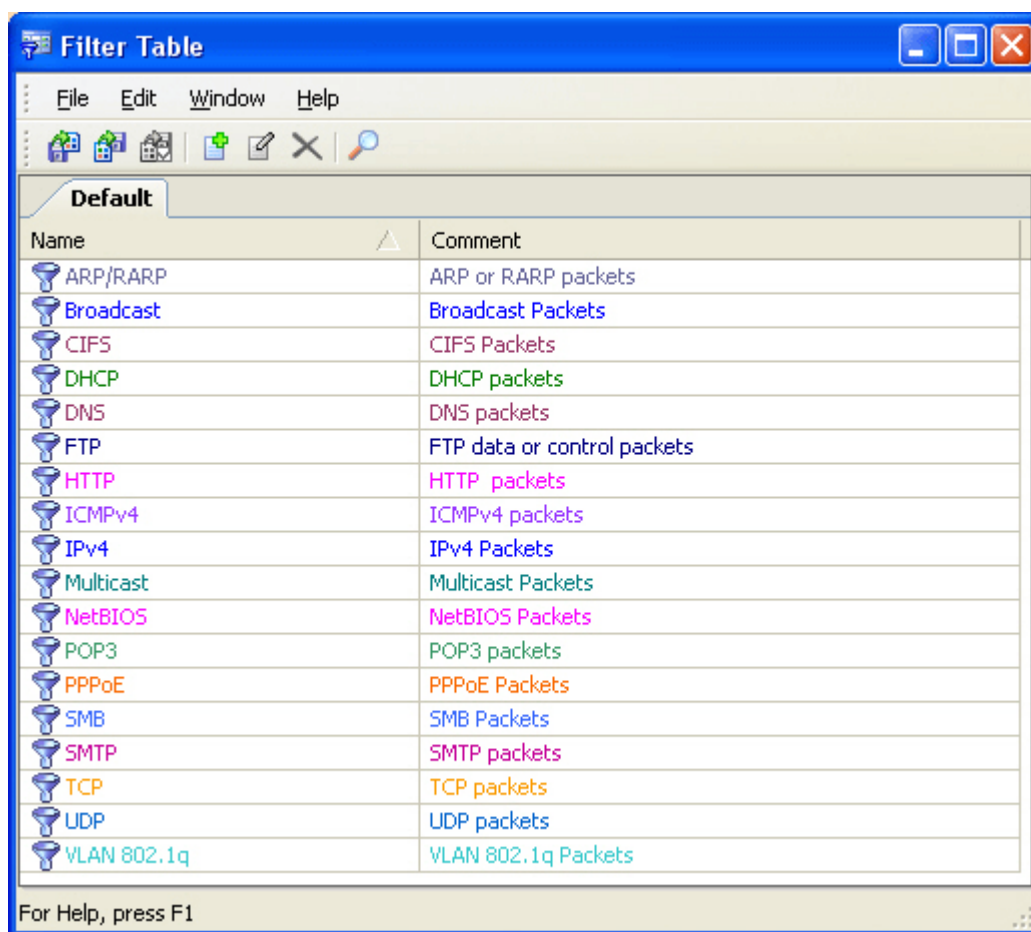 Filter Table
File Edit Window Help
Default
Name Comment
ARP/RARP ARP or RARP packets
Broadcast Broadcast Packets
CIFS CIFS Packets
DHCP DHCP packets
DNS DNS packets
FTP FTP data or control packets
HTTP HTTP  packets
ICMPv4 ICMPv4 packets
IPv4 IPv4 Packets
Multicast Multicast Packets
NetBIOS NetBIOS Packets
POP3 POP3 packets
PPPoE PPPoE Packets
SMB SMB Packets
SMTP SMTP packets
TCP TCP packets
UDP UDP packets
VLAN 802.1q VLAN 802.1q Packets
For Help, press F1